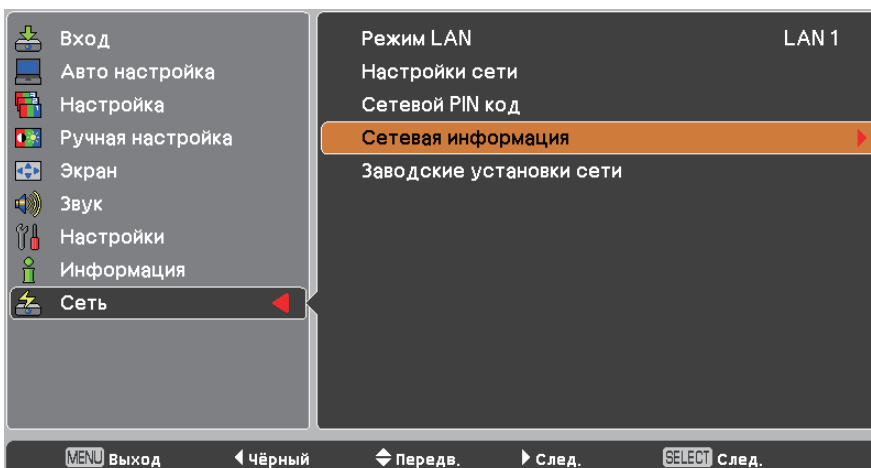 Вход
Авто настройка
Настройка
Ручная настройка
Экран
Звук
Настройки
Информация
Сеть
Режим LAN LAN 1
Настройки сети
Сетевой PIN код
Сетевая информация
Заводские установки сети
MENU Выход Чёрный Передв. След. SELECT След.